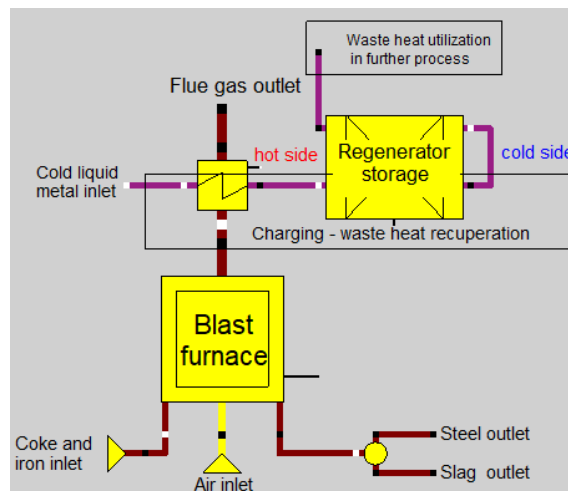 Waste heat utilization
in further process
Flue gas outlet
hot side
Regenerator
storage
cold side
Cold liquid
metal inlet
Charging - waste heat recuperation
Blast
furnace
Coke and
iron inlet
Air inlet
Steel outlet
Slag outlet